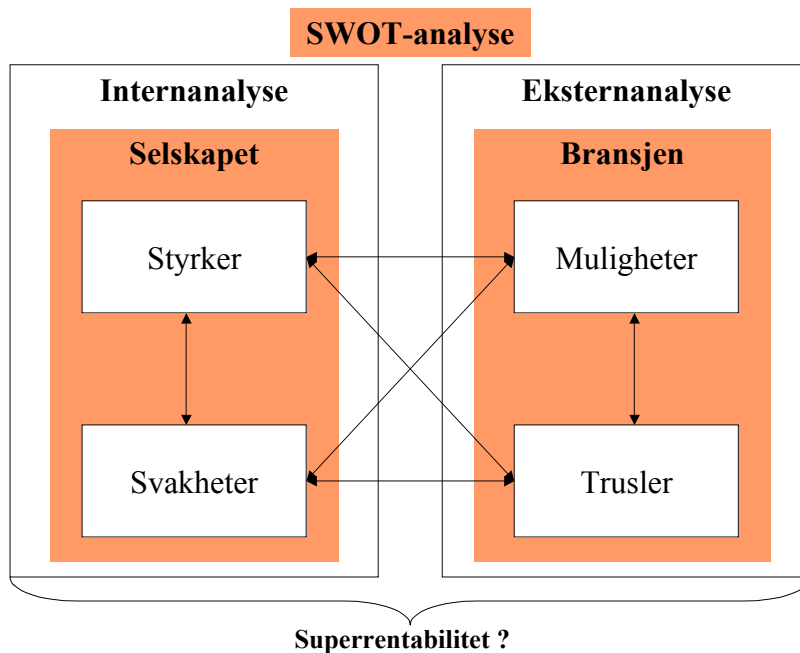 SWOT-analyse
Internanalyse
Selskapet
Styrker
Svakheter
Eksternanalyse
Bransjen
Muligheter
Trusler
Superrentabilitet ?